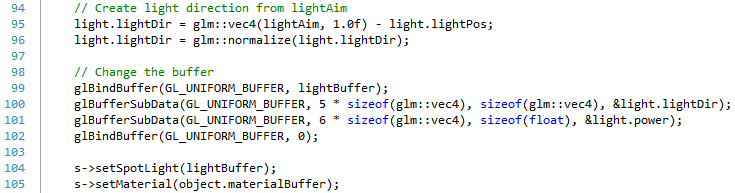 94 // Create light direction from lightAim
95 light.lightDir = glm::vec4(lightAim, 1.0f) - light.lightPos;
96 light.lightDir = glm::normalize(light.lightDir);
97
98 // Change the buffer
99 glBindBuffer(GL_UNIFORM_BUFFER, lightBuffer);
100 glBufferSubData(GL_UNIFORM_BUFFER, 5 * sizeof(glm::vec4), sizeof(glm::vec4), &light.lightDir);
101 glBufferSubData(GL_UNIFORM_BUFFER, 6 * sizeof(glm::vec4), sizeof(float), &light.power);
102 glBindBuffer(GL_UNIFORM_BUFFER, 0);
103
104 s->setSpotLight(lightBuffer);
105 s->setMaterial(object.materialBuffer);